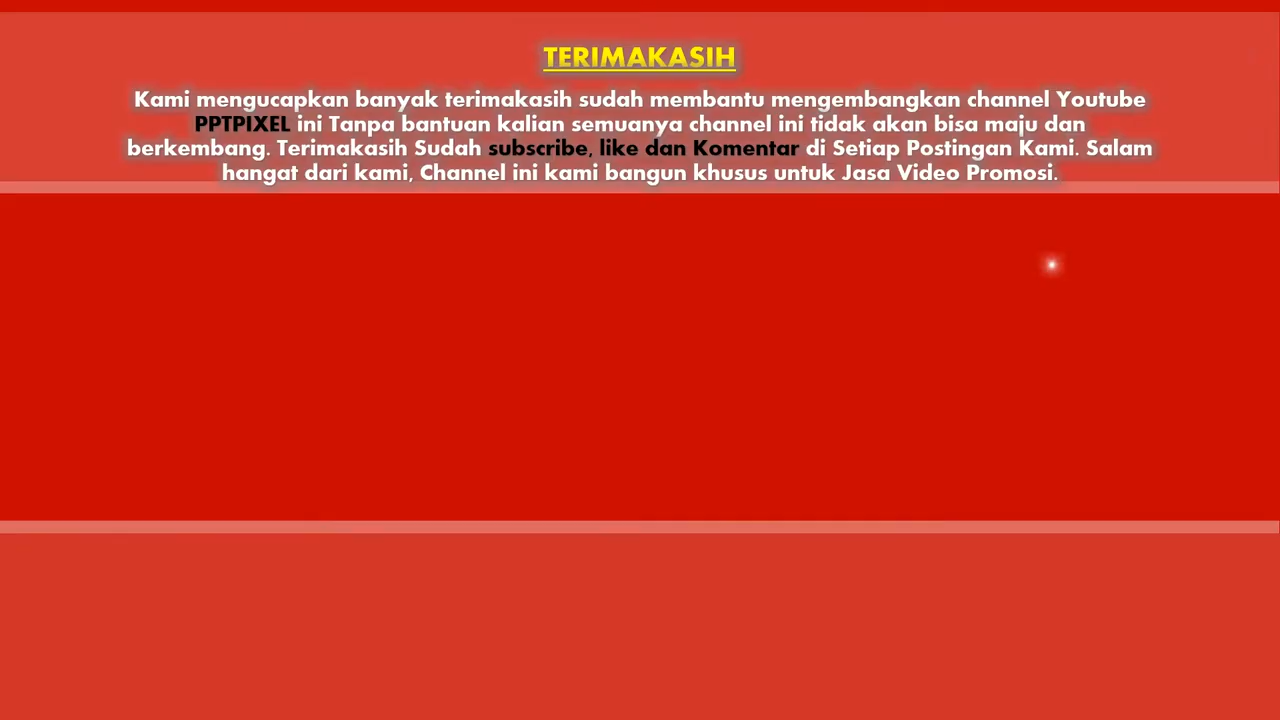 TERIMAKASIH
Kami mengucapkan banyak terimakasih sudah membantu mengembangkan channel Youtube
PPTPIXEL ini Tanpa bantuan kalian semuanya channel ini tidak akan bisa maju dan
berkembang. Terimakasih Sudah subscribe, like dan Komentar di Setiap Postingan Kami. Salam
hangat dari kami, Channel ini kami bangun khusus untuk Jasa Video Promosi.